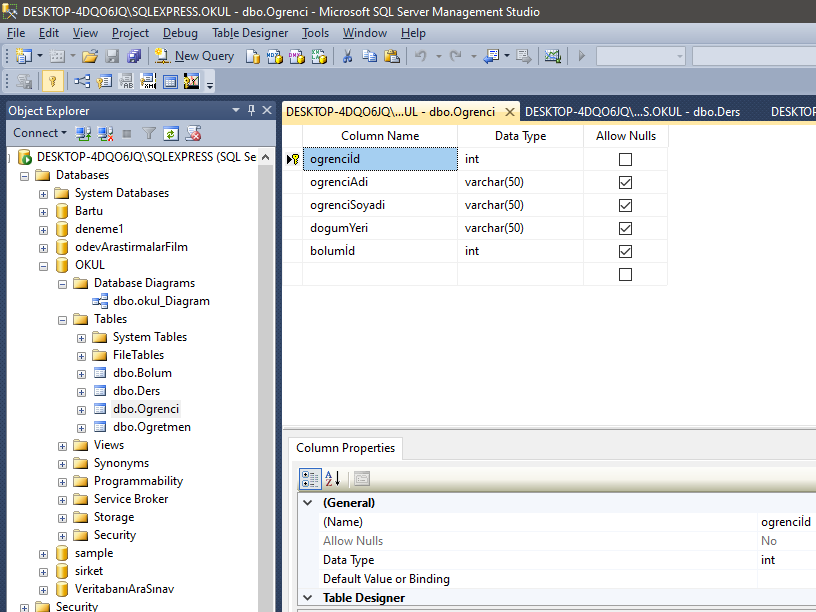 DESKTOP-4DQO6JQ\SQLEXPRESS.OKUL - dbo.Ogrenci - Microsoft SQL Server Management Studio
File Edit View Project Debug Table Designer Tools Window Help
New Query
Object Explorer
Connect
DESKTOP-4DQO6JQ\SQLEXPRESS (SQL Se
Databases
System Databases
Bartu
deneme1
odevArastirmalarFilm
OKUL
Database Diagrams
dbo.okul_Diagram
Tables
System Tables
FileTables
dbo.Bolum
dbo.Ders
dbo.Ogrenci
dbo.Ogretmen
Views
Synonyms
Programmability
Service Broker
Storage
Security
sample
sirket
VeritabanıAraSınav
Security
DESKTOP-4DQO6JQ\...UL - dbo.Ogrenci DESKTOP-4DQO6JQ\...S.OKUL - dbo.Ders DESKTOP
Column Name Data Type Allow Nulls
ogrenciİd int
ogrenciAdi varchar(50)
ogrenciSoyadi varchar(50)
dogumYeri varchar(50)
bolumİd int
Column Properties
(General)
(Name) ogrenciİd
Allow Nulls No
Data Type int
Default Value or Binding
Table Designer